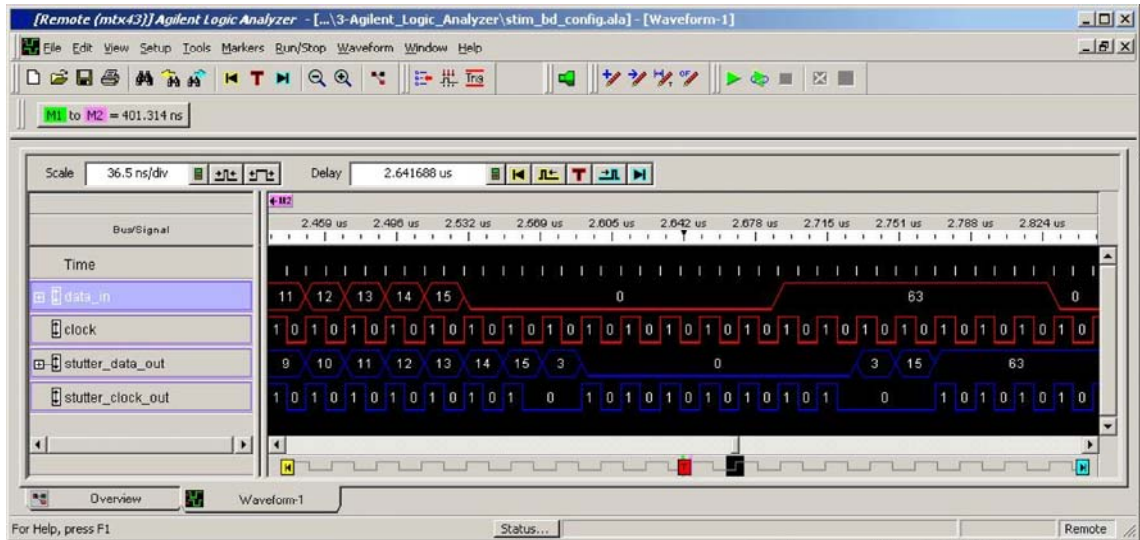 [Remote (mtx43)] Agilent Logic Analyzer - [...\3-Agilent_Logic_Analyzer\stim_bd_config.ala] - [Waveform-1]
File Edit View Setup Tools Markers Run/Stop Waveform Window Help
T Trig
M1 to M2 = 401.314 ns
Scale 36.5 ns/div Delay 2.641688 us T
M2
Bus/Signal 2.459 us 2.496 us 2.532 us 2.569 us 2.605 us 2.642 us 2.678 us 2.715 us 2.751 us 2.788 us 2.824 us
Time
data_in 11 12 13 14 15 0 63 0
clock 1 0 1 0 1 0 1 0 1 0 1 0 1 0 1 0 1 0 1 0 1 0 1 0 1 0 1 0 1 0 1 0 1 0 1 0 1 0 1 0 1 0
stutter_data_out 9 10 11 12 13 14 15 3 0 3 15 63
stutter_clock_out 1 0 1 0 1 0 1 0 1 0 1 0 1 0 1 0 1 0 1 0 1 0 1 0 1 0 1 0 1 0 1 0 1 0
Overview Waveform-1
For Help, press F1 Status... Remote